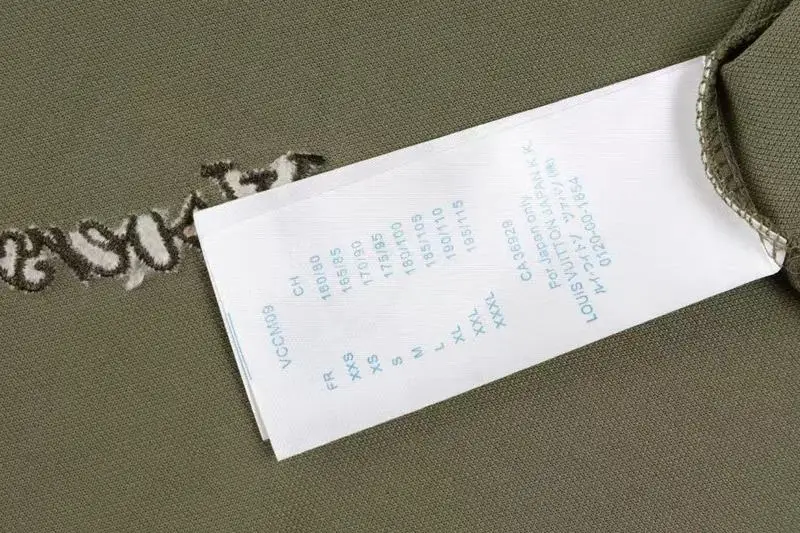 VCCM09
FR CH
XXS 160/80
XS 165/85
S 170/90
M 175/95
L 180/100
XL 185/105
XXL 190/110
XXXL 195/115
CA36929
For Japan only
LOUIS VUITTON JAPAN K.K.
0120-00-1854